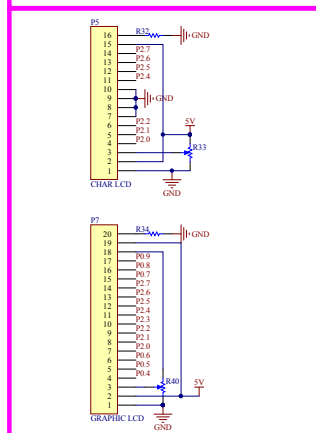 P5
16 R32 GND
15
14 P2.7
13 P2.6
12 P2.5
11 P2.4
10
9 GND
8
7
6 P2.2
5 P2.1 5V
4 P2.0
3 R33
2
1
CHAR LCD
GND
P7
20 R34 GND
19
18
17 P0.9
16 P0.8
15 P0.7
14 P2.7
13 P2.6
12 P2.5
11 P2.4
10 P2.3
9 P2.2
8 P2.1
7 P2.0
6 P0.6
5 P0.5
4 P0.4
3 R40 5V
2
1
GRAPHIC LCD
GND